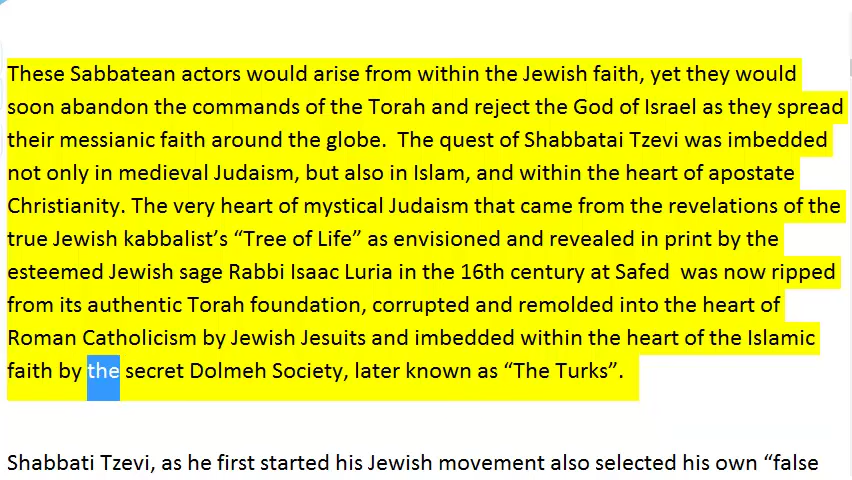 These Sabbatean actors would arise from within the Jewish faith, yet they would
soon abandon the commands of the Torah and reject the God of Israel as they spread
their messianic faith around the globe.  The quest of Shabbatai Tzevi was imbedded
not only in medieval Judaism, but also in Islam, and within the heart of apostate
Christianity. The very heart of mystical Judaism that came from the revelations of the
true Jewish kabbalist’s “Tree of Life” as envisioned and revealed in print by the
esteemed Jewish sage Rabbi Isaac Luria in the 16th century at Safed  was now ripped
from its authentic Torah foundation, corrupted and remolded into the heart of
Roman Catholicism by Jewish Jesuits and imbedded within the heart of the Islamic
faith by the secret Dolmeh Society, later known as “The Turks”.
Shabbati Tzevi, as he first started his Jewish movement also selected his own “false